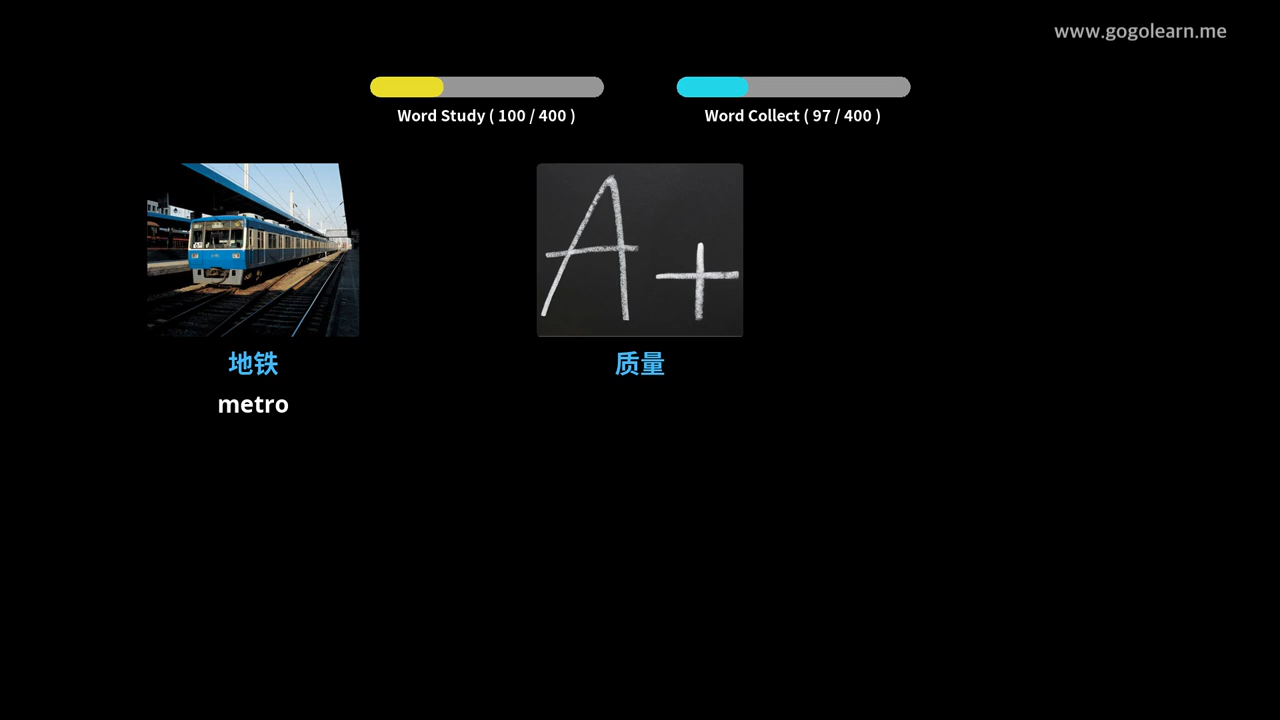 www.gogolearn.me
Word Study ( 100 / 400 )
Word Collect ( 97 / 400 )
A+
地铁
质量
metro